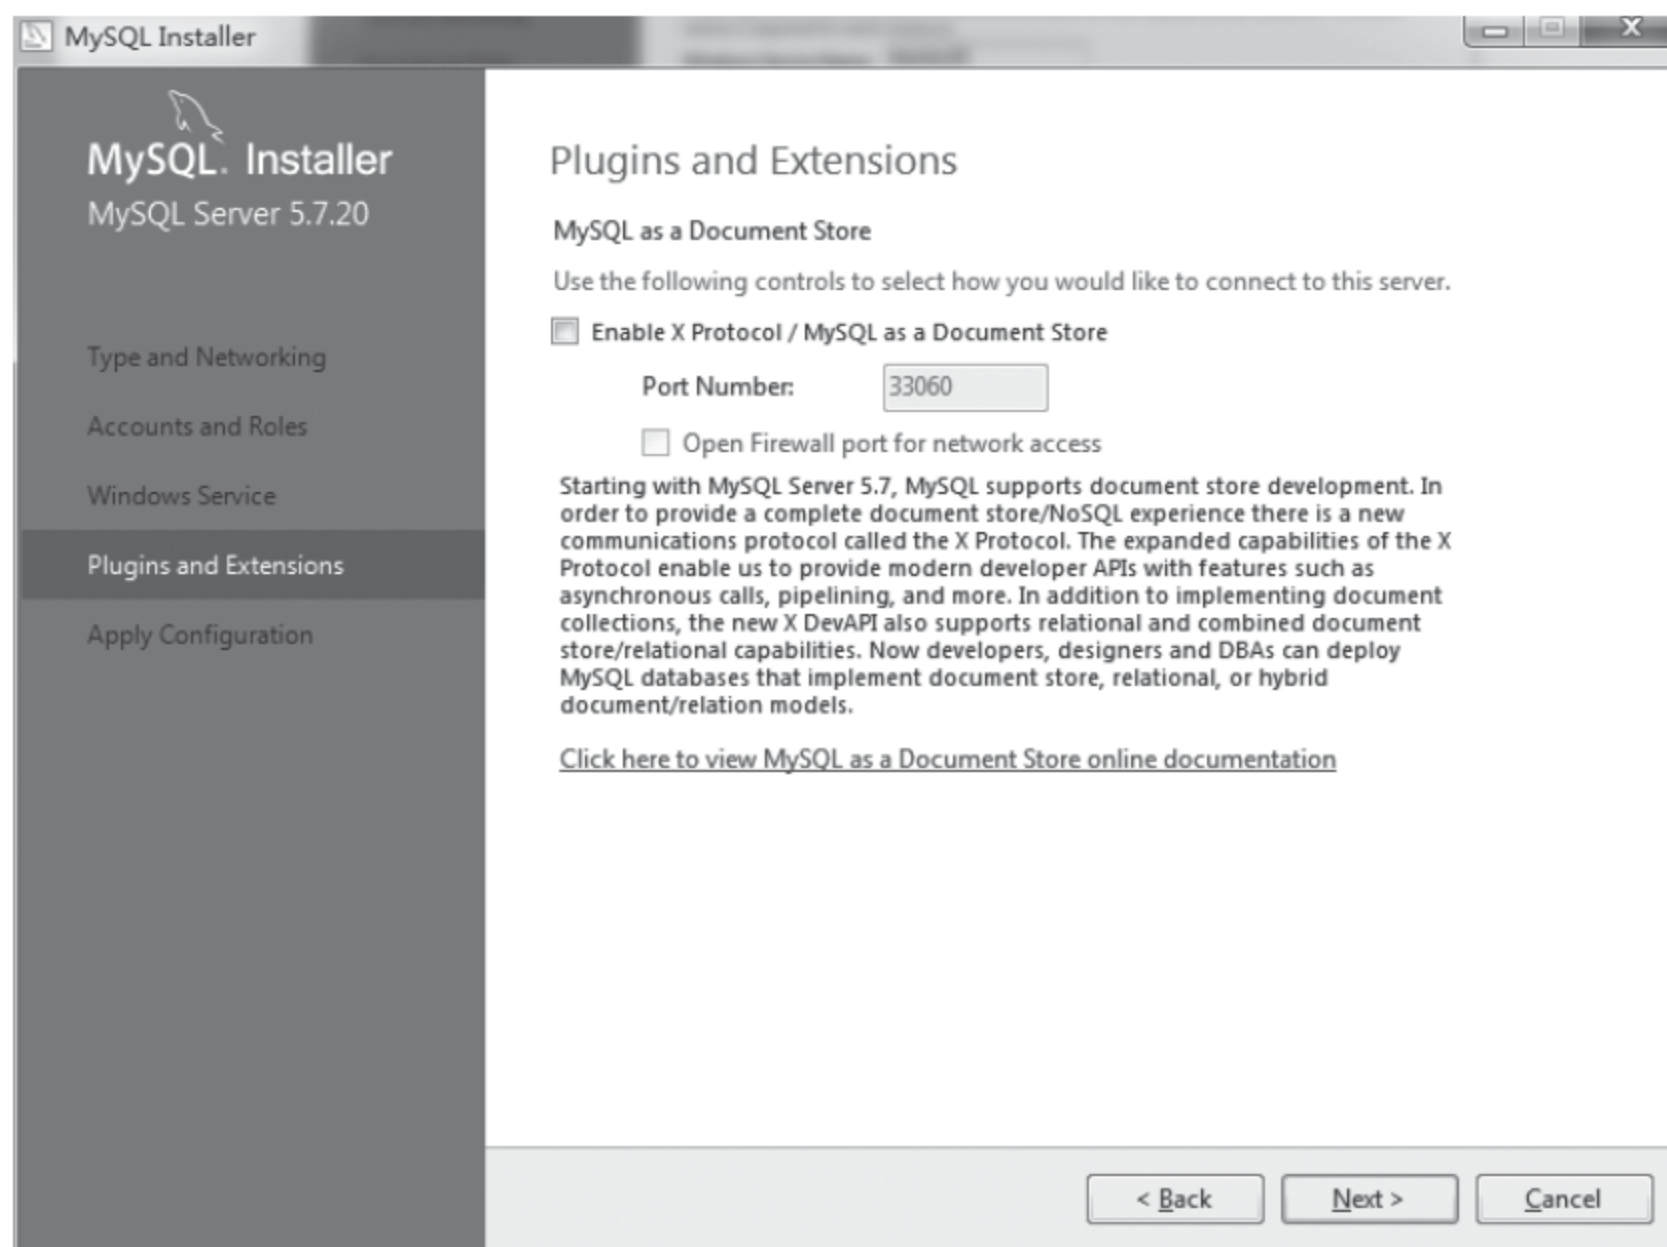 MySQL Installer
MySQL. Installer
MySQL Server 5.7.20
Type and Networking
Accounts and Roles
Windows Service
Plugins and Extensions
Apply Configuration
Plugins and Extensions
MySQL as a Document Store
Use the following controls to select how you would like to connect to this server.
Enable X Protocol / MySQL as a Document Store
Port Number: 33060
Open Firewall port for network access
Starting with MySQL Server 5.7, MySQL supports document store development. In
order to provide a complete document store/NoSQL experience there is a new
communications protocol called the X Protocol. The expanded capabilities of the X
Protocol enable us to provide modern developer APIs with features such as
asynchronous calls, pipelining, and more. In addition to implementing document
collections, the new X DevAPI also supports relational and combined document
store/relational capabilities. Now developers, designers and DBAs can deploy
MySQL databases that implement document store, relational, or hybrid
document/relation models.
Click here to view MySQL as a Document Store online documentation
< Back Next > Cancel